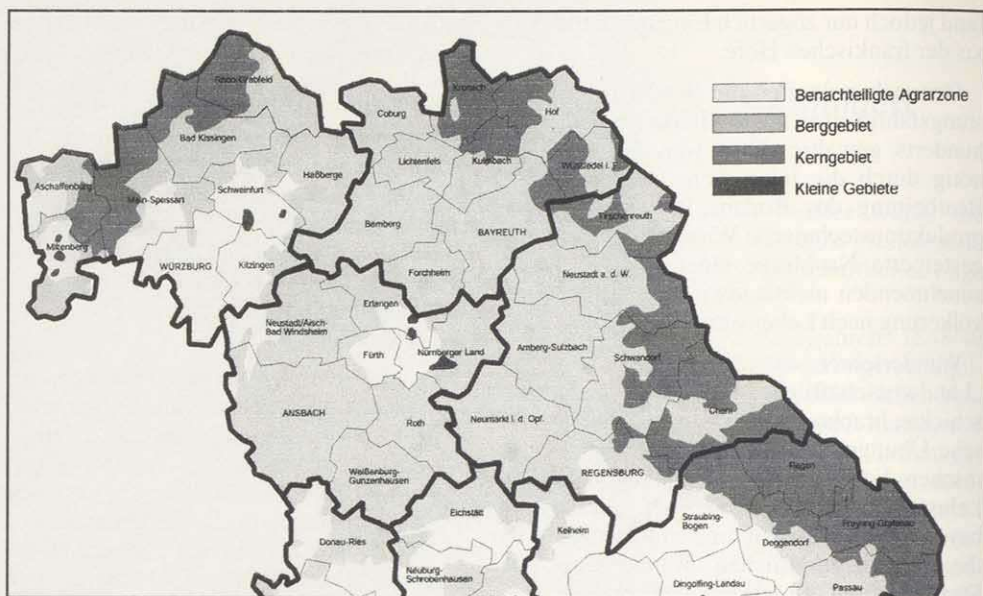 Rhön-Grabfeld
Kronach
Coburg
Hof
Benachteiligte Agrarzone
Berggebiet
Kerngebiet
Kleine Gebiete
Bad Kissingen
Lichtenfels
Kulmbach
Wunsiedel i. F.
Aschaffenburg
Main-Spessart
Schweinfurt
Haßberge
Tirschenreuth
Bamberg
BAYREUTH
Miltenberg
WÜRZBURG
Kitzingen
Forchheim
Neustadt a. d. W.
Erlangen
Neustadt/Aisch-
Bad Windsheim
Fürth
Nürnberger Land
Amberg-Sulzbach
Schwandorf
ANSBACH
Roth
Neumarkt i. d. Opf.
Cham
Weißenburg-
Gunzenhausen
REGENSBURG
Regen
Eichstätt
Kelheim
Straubing-
Bogen
Freyung-Grafenau
Donau-Ries
Deggendorf
Neuburg-
Schrobenhausen
Dingolfing-Landau
Passau